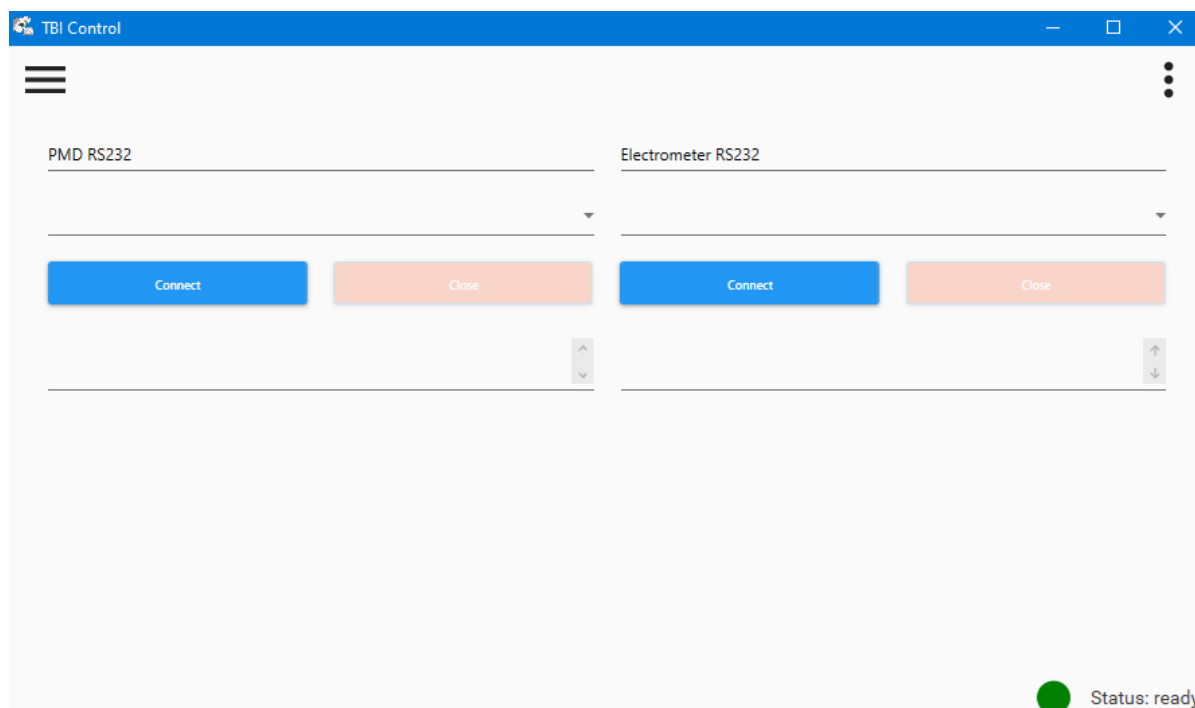 TBI Control
PMD RS232 Electrometer RS232
Connect Close Connect Close
Status: ready